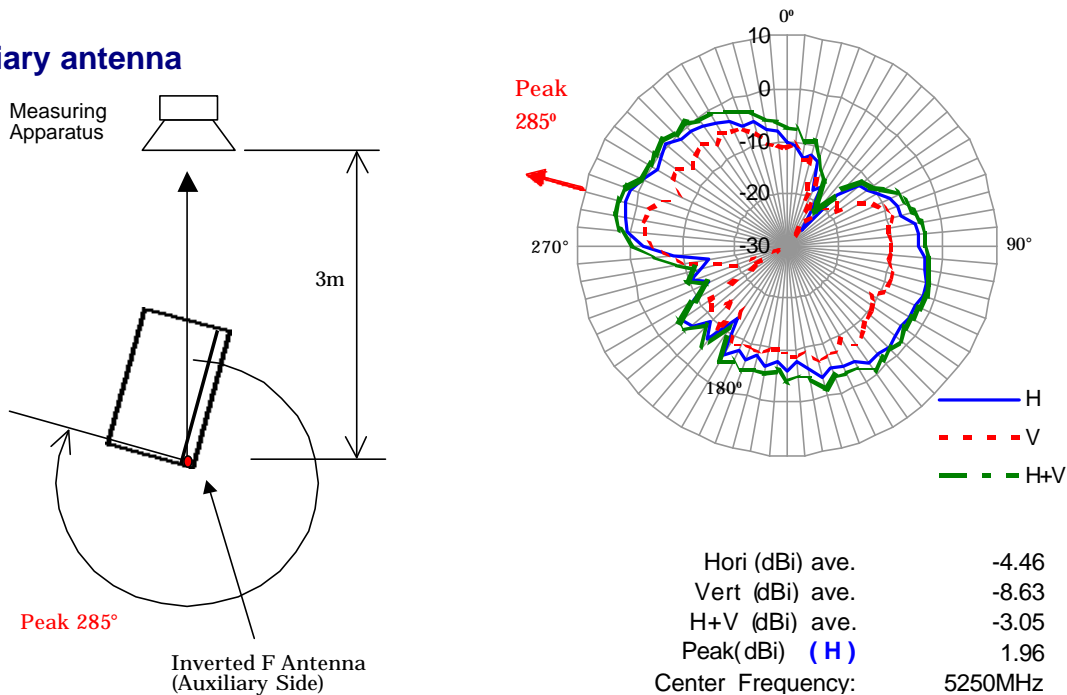 iary antenna
Measuring
Apparatus
3m
Peak 285°
Inverted F Antenna
(Auxiliary Side)
0º
10
0
-10
-20
-30
Peak
285º
270°
90°
180º
H
V
H+V
Hori (dBi) ave. -4.46
Vert (dBi) ave. -8.63
H+V (dBi) ave. -3.05
Peak(dBi) (H) 1.96
Center Frequency: 5250MHz